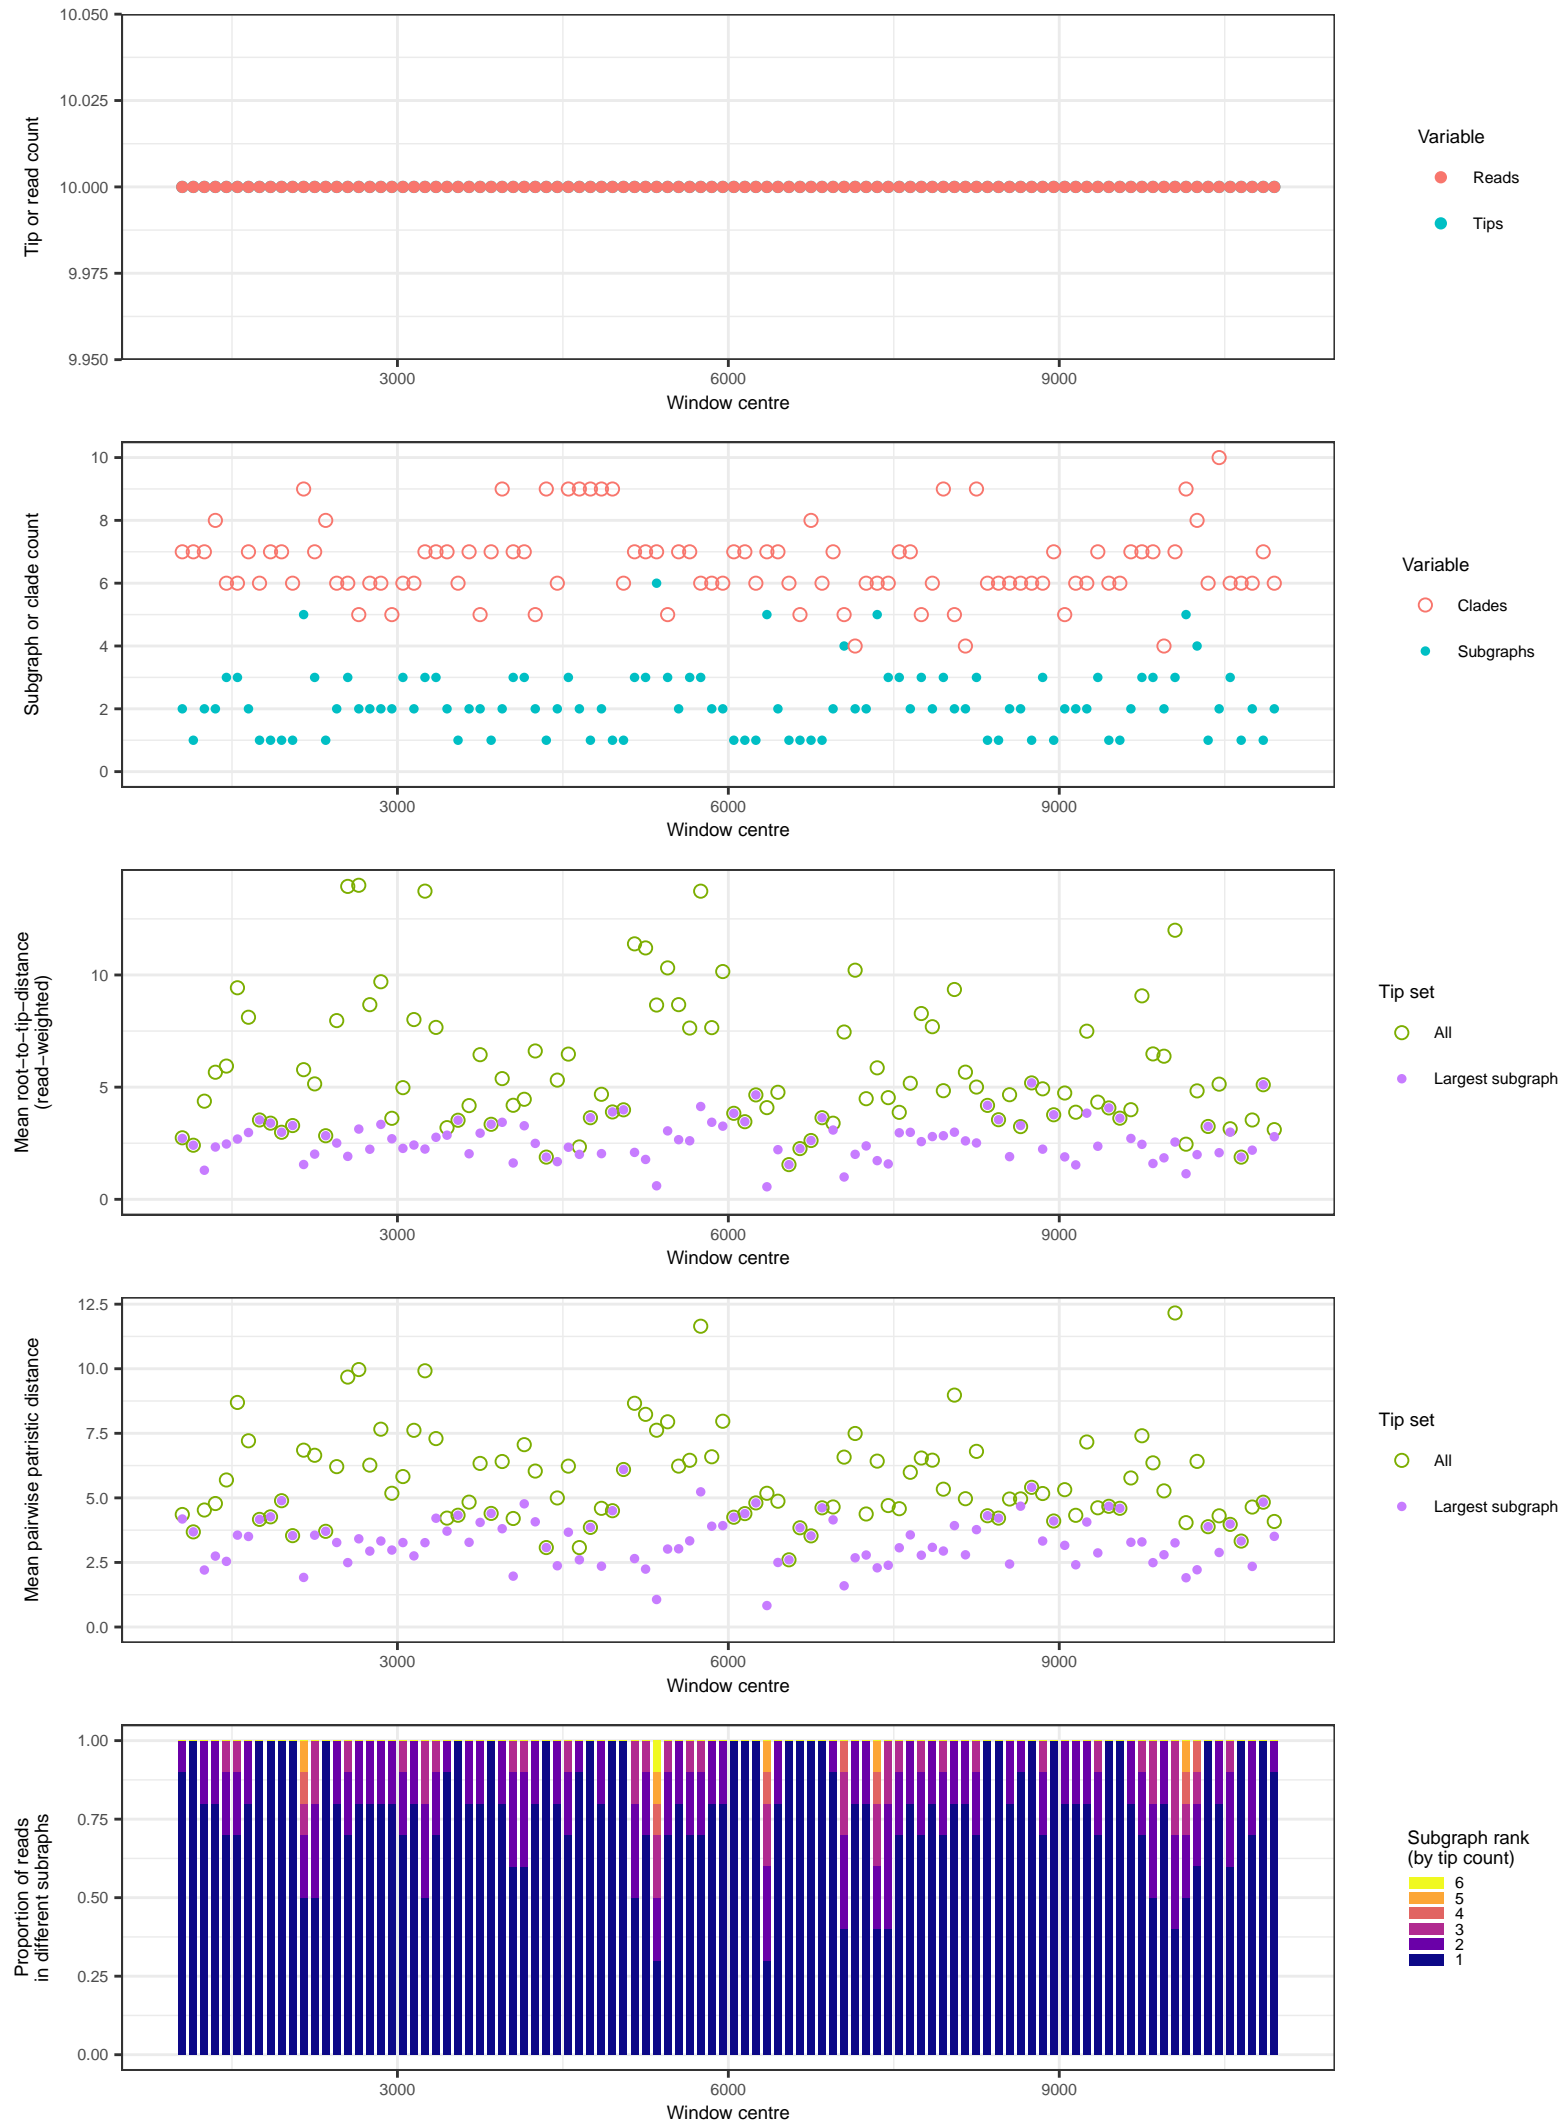 10.050
10.025
10.000
9.975
9.950
Tip or read count
3000 6000 9000
Window centre
Variable
Reads
Tips
10
8
6
4
2
0
Subgraph or clade count
3000 6000 9000
Window centre
Variable
Clades
Subgraphs
10
5
0
Mean root−to−tip−distance
(read−weighted)
3000 6000 9000
Window centre
Tip set
All
Largest subgraph
12.5
10.0
7.5
5.0
2.5
0.0
Mean pairwise patristic distance
3000 6000 9000
Window centre
Tip set
All
Largest subgraph
1.00
0.75
0.50
0.25
0.00
Proportion of reads
in different subraphs
3000 6000 9000
Window centre
Subgraph rank
(by tip count)
6
5
4
3
2
1